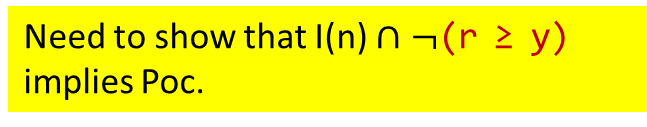 Need to show that I(n) ∩ ¬(r ≥ y)
implies Poc.